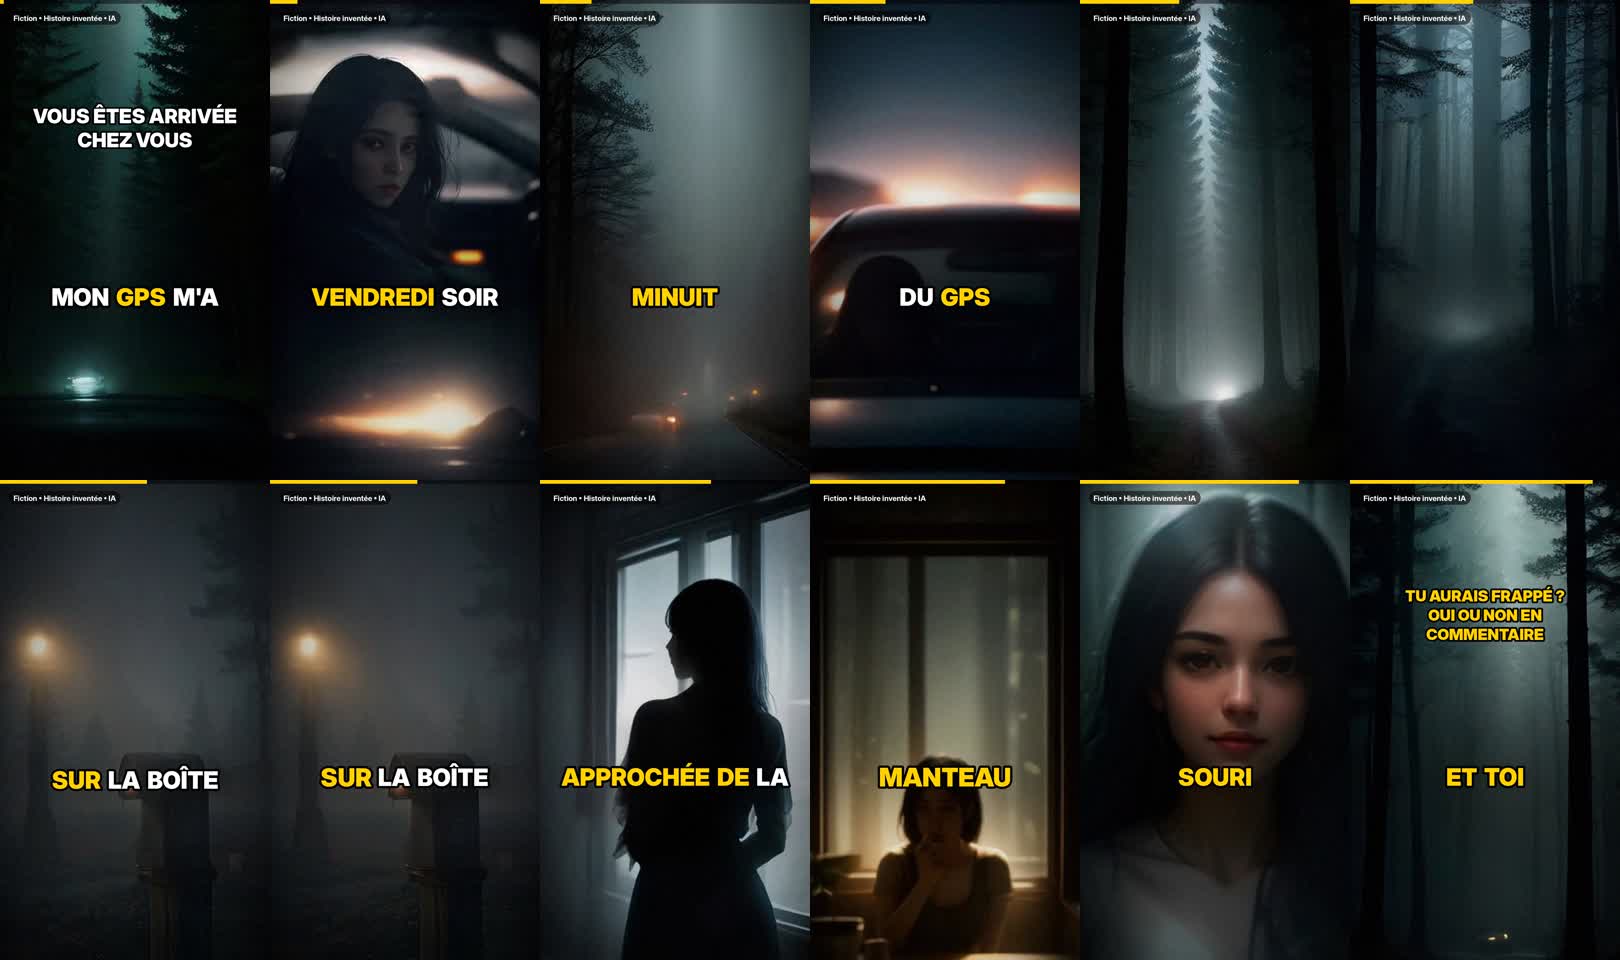 Fiction • Histoire inventée • IA
VOUS ÊTES ARRIVÉE
CHEZ VOUS
MON GPS M'A
Fiction • Histoire inventée • IA
VENDREDI SOIR
Fiction • Histoire inventée • IA
MINUIT
Fiction • Histoire inventée • IA
DU GPS
Fiction • Histoire inventée • IA
Fiction • Histoire inventée • IA
Fiction • Histoire inventée • IA
SUR LA BOÎTE
Fiction • Histoire inventée • IA
SUR LA BOÎTE
Fiction • Histoire inventée • IA
APPROCHÉE DE LA
Fiction • Histoire inventée • IA
MANTEAU
Fiction • Histoire inventée • IA
SOURI
Fiction • Histoire inventée • IA
TU AURAIS FRAPPÉ ?
OUI OU NON EN
COMMENTAIRE
ET TOI